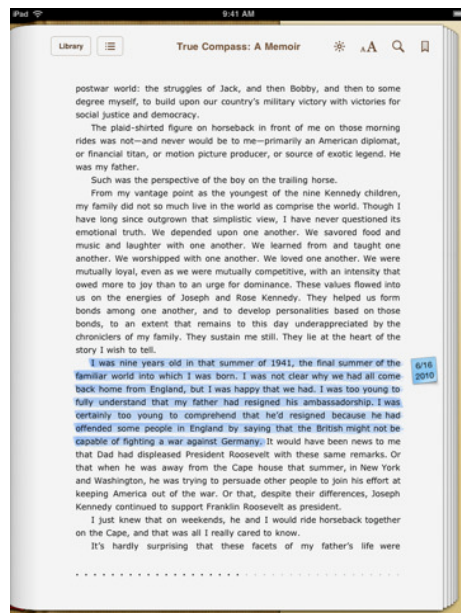 iPad 9:41 AM
Library True Compass: A Memoir AA
postwar world: the struggles of Jack, and then Bobby, and then to some
degree myself, to build upon our country's military victory with victories for
social justice and democracy.
The plaid-shirted figure on horseback in front of me on those morning
rides was not—and never would be to me—primarily an American diplomat,
or financial titan, or motion picture producer, or source of exotic legend. He
was my father.
Such was the perspective of the boy on the trailing horse.
From my vantage point as the youngest of the nine Kennedy children,
my family did not so much live in the world as comprise the world. Though I
have long since outgrown that simplistic view, I have never questioned its
emotional truth. We depended upon one another. We savored food and
music and laughter with one another. We learned from and taught one
another. We worshipped with one another. We loved one another. We were
mutually loyal, even as we were mutually competitive, with an intensity that
owed more to joy than to an urge for dominance. These values flowed into
us on the energies of Joseph and Rose Kennedy. They helped us form
bonds among one another, and to develop personalities based on those
bonds, to an extent that remains to this day underappreciated by the
chroniclers of my family. They sustain me still. They lie at the heart of the
story I wish to tell.
I was nine years old in that summer of 1941, the final summer of the
familiar world into which I was born. I was not clear why we had all come
back home from England, but I was happy that we had. I was too young to
fully understand that my father had resigned his ambassadorship. I was
certainly too young to comprehend that he'd resigned because he had
offended some people in England by saying that the British might not be
capable of fighting a war against Germany. It would have been news to me
that Dad had displeased President Roosevelt with these same remarks. Or
that when he was away from the Cape house that summer, in New York
and Washington, he was trying to persuade other people to join his effort at
keeping America out of the war. Or that, despite their differences, Joseph
Kennedy continued to support Franklin Roosevelt as president.
I just knew that on weekends, he and I would ride horseback together
on the Cape, and that was all I really cared to know.
It's hardly surprising that these facets of my father's life were
6/16
2010